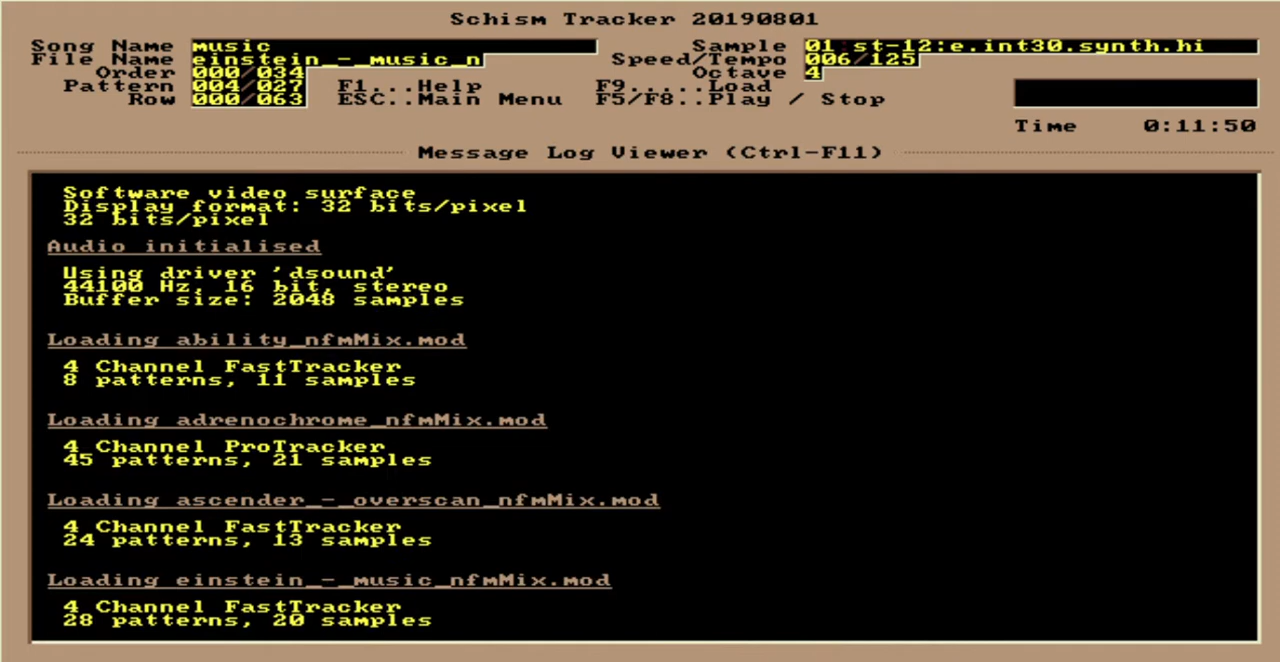 Schism Tracker 20190801
Song Name music
Sample 01 st-12:e.int30.synth.hi
File Name einstein_-_music_n
Speed/Tempo 006/125
Order 000/034
Octave 4
Pattern 004/027
F1...Help
F9.....Load
Row 000/063
ESC..Main Menu
F5/F8..Play / Stop
Time 0:11:50
Message Log Viewer (Ctrl-F11)
Software video surface
Display format: 32 bits/pixel
32 bits/pixel
Audio initialised
Using driver 'dsound'
44100 Hz, 16 bit, stereo
Buffer size: 2048 samples
Loading ability_nfmMix.mod
4 Channel FastTracker
8 patterns, 11 samples
Loading adrenochrome_nfmMix.mod
4 Channel ProTracker
45 patterns, 21 samples
Loading ascender_-_overscan_nfmMix.mod
4 Channel FastTracker
24 patterns, 13 samples
Loading einstein_-_music_nfmMix.mod
4 Channel FastTracker
28 patterns, 20 samples